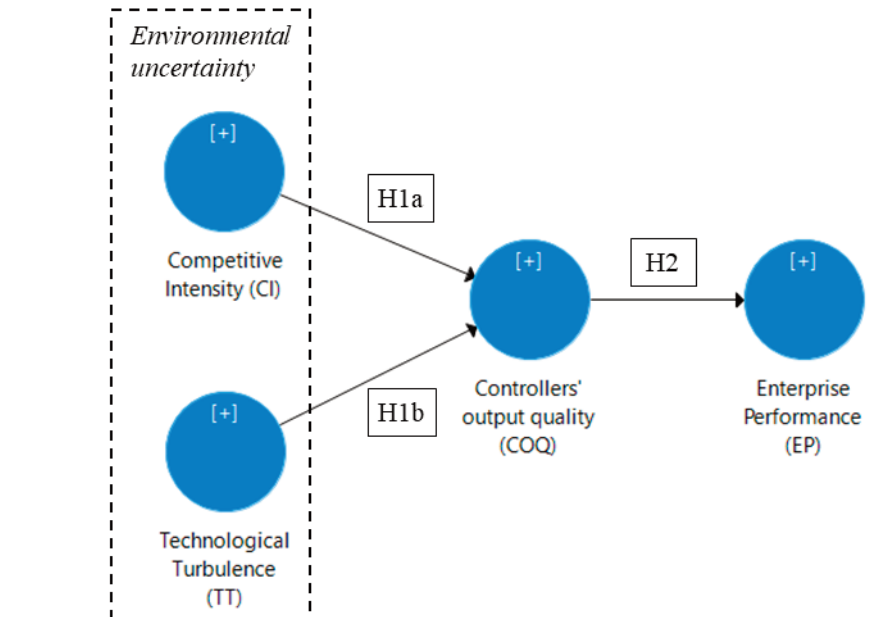 Environmental
uncertainty
[+]
Competitive
Intensity (CI)
H1a
[+]
Technological
Turbulence
(TT)
H1b
[+]
Controllers'
output quality
(COQ)
H2
[+]
Enterprise
Performance
(EP)